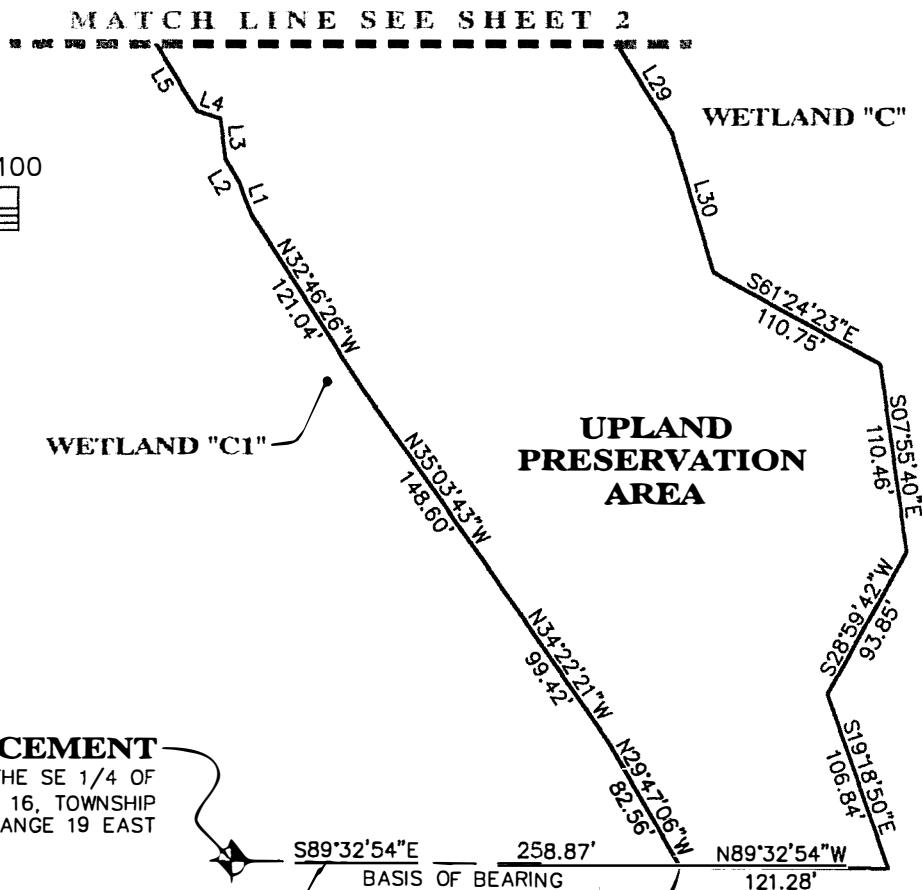 MATCH LINE SEE SHEET 2
L5
L4
L3
L2
L1
L29
L30
WETLAND "C"
100
N32°46'26"W
121.04'
S61°24'23"E
110.75'
WETLAND "C1"
UPLAND
PRESERVATION
AREA
S07°55'40"E
110.46'
N35°03'43"W
148.60'
S28°59'42"W
93.85'
N34°22'21"W
99.42'
S19°18'50"E
106.84'
N29°47'06"W
82.56'
CEMENT
THE SE 1/4 OF
16, TOWNSHIP
ANGE 19 EAST
S89°32'54"E
258.87'
BASIS OF BEARING
N89°32'54"W
121.28'